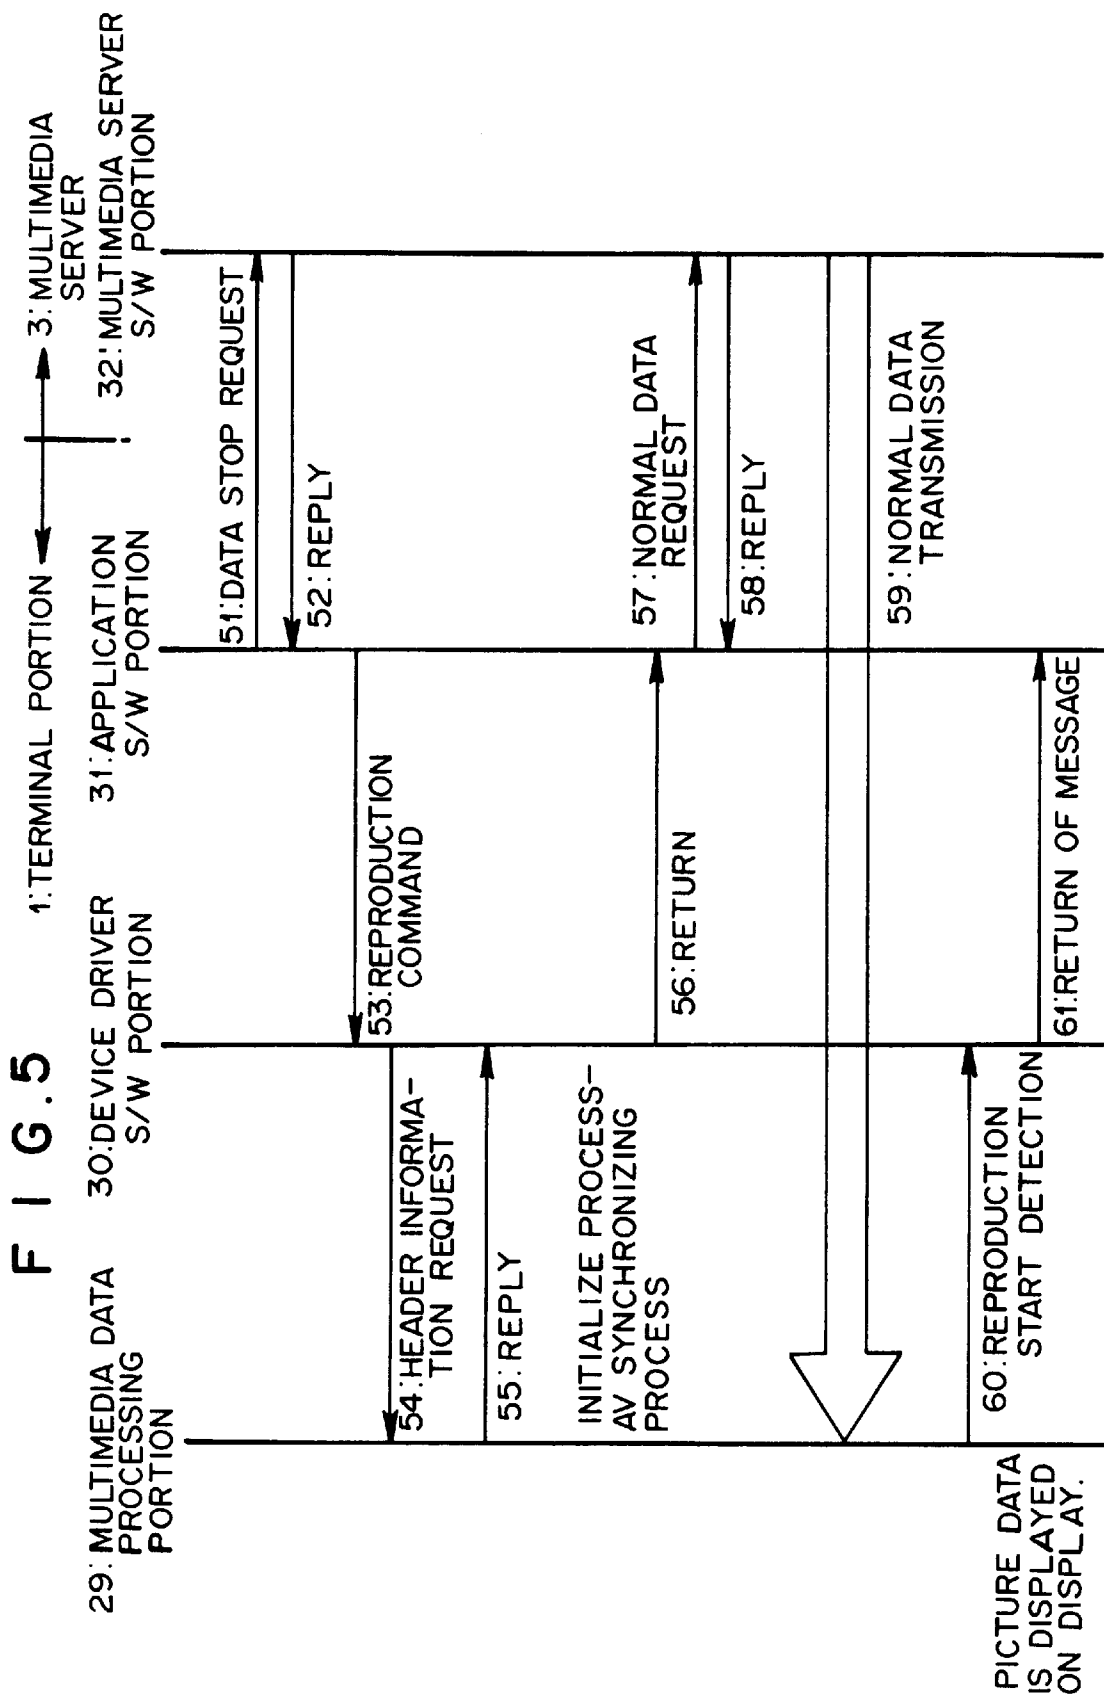 F I G. 5
1: TERMINAL PORTION
3: MULTIMEDIA
SERVER
29: MULTIMEDIA DATA
PROCESSING
PORTION
30: DEVICE DRIVER
S/W PORTION
31: APPLICATION
S/W PORTION
32: MULTIMEDIA SERVER
S/W PORTION
51: DATA STOP REQUEST
52: REPLY
53: REPRODUCTION
COMMAND
54: HEADER INFORMA-
TION REQUEST
55: REPLY
INITIALIZE PROCESS-
AV SYNCHRONIZING
PROCESS
56: RETURN
57: NORMAL DATA
REQUEST
58: REPLY
59: NORMAL DATA
TRANSMISSION
60: REPRODUCTION
START DETECTION
61: RETURN OF MESSAGE
PICTURE DATA
IS DISPLAYED
ON DISPLAY.